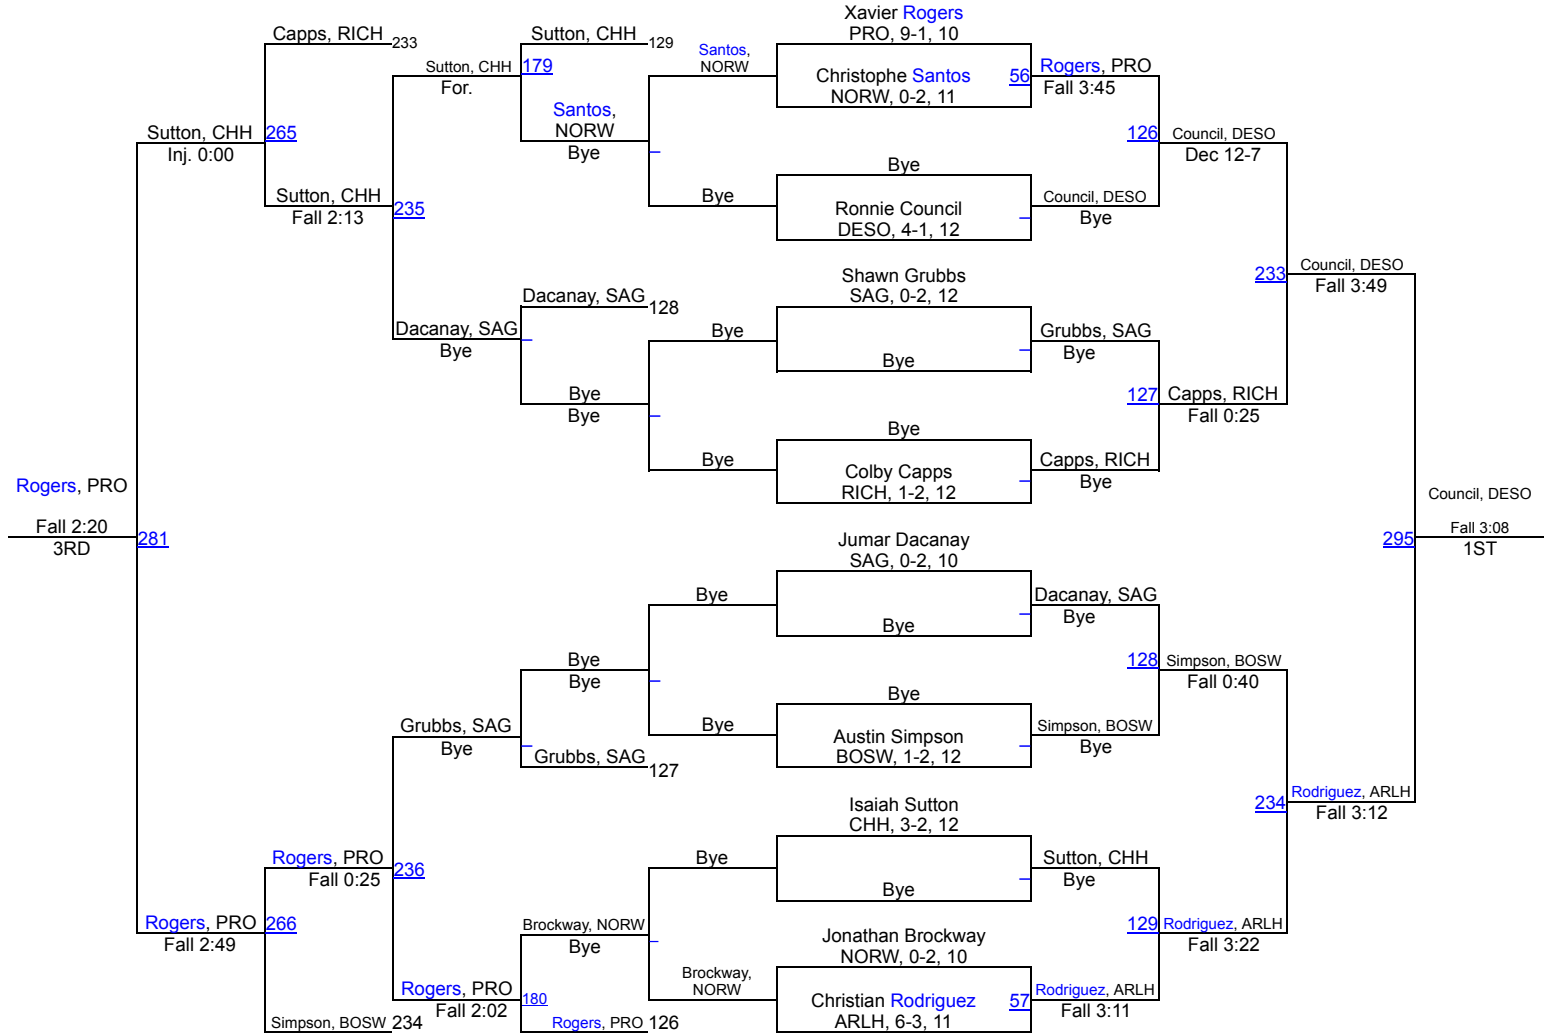 Xavier Rogers
PRO, 9-1, 10
Capps, RICH 233
Sutton, CHH 129
Santos,
NORW
Sutton, CHH 179
For.
Christophe Santos 56
NORW, 0-2, 11
Rogers, PRO
Fall 3:45
Santos,
NORW
Bye
Sutton, CHH 265
Inj. 0:00
126 Council, DESO
Dec 12-7
Bye
Sutton, CHH 235
Fall 2:13
Bye
Ronnie Council
DESO, 4-1, 12
Council, DESO
Bye
Shawn Grubbs
SAG, 0-2, 12
233 Council, DESO
Fall 3:49
Dacanay, SAG 128
Dacanay, SAG
Bye
Bye
Bye
Grubbs, SAG
Bye
Bye
Bye
127 Capps, RICH
Fall 0:25
Bye
Bye
Colby Capps
RICH, 1-2, 12
Capps, RICH
Bye
Rogers, PRO
Fall 2:20
3RD
281
Council, DESO
295 Fall 3:08
1ST
Jumar Dacanay
SAG, 0-2, 10
Bye
Bye
Dacanay, SAG
Bye
Bye
Bye
128 Simpson, BOSW
Fall 0:40
Bye
Grubbs, SAG
Bye
Grubbs, SAG 127
Bye
Austin Simpson
BOSW, 1-2, 12
Simpson, BOSW
Bye
Isaiah Sutton
CHH, 3-2, 12
234 Rodriguez, ARLH
Fall 3:12
Rogers, PRO 236
Fall 0:25
Bye
Bye
Sutton, CHH
Bye
Rogers, PRO 266
Fall 2:49
Brockway, NORW
Bye
Jonathan Brockway
NORW, 0-2, 10
129 Rodriguez, ARLH
Fall 3:22
Rogers, PRO 180
Fall 2:02
Brockway,
NORW
Christian Rodriguez 57
ARLH, 6-3, 11
Rodriguez, ARLH
Fall 3:11
Simpson, BOSW 234
Rogers, PRO 126